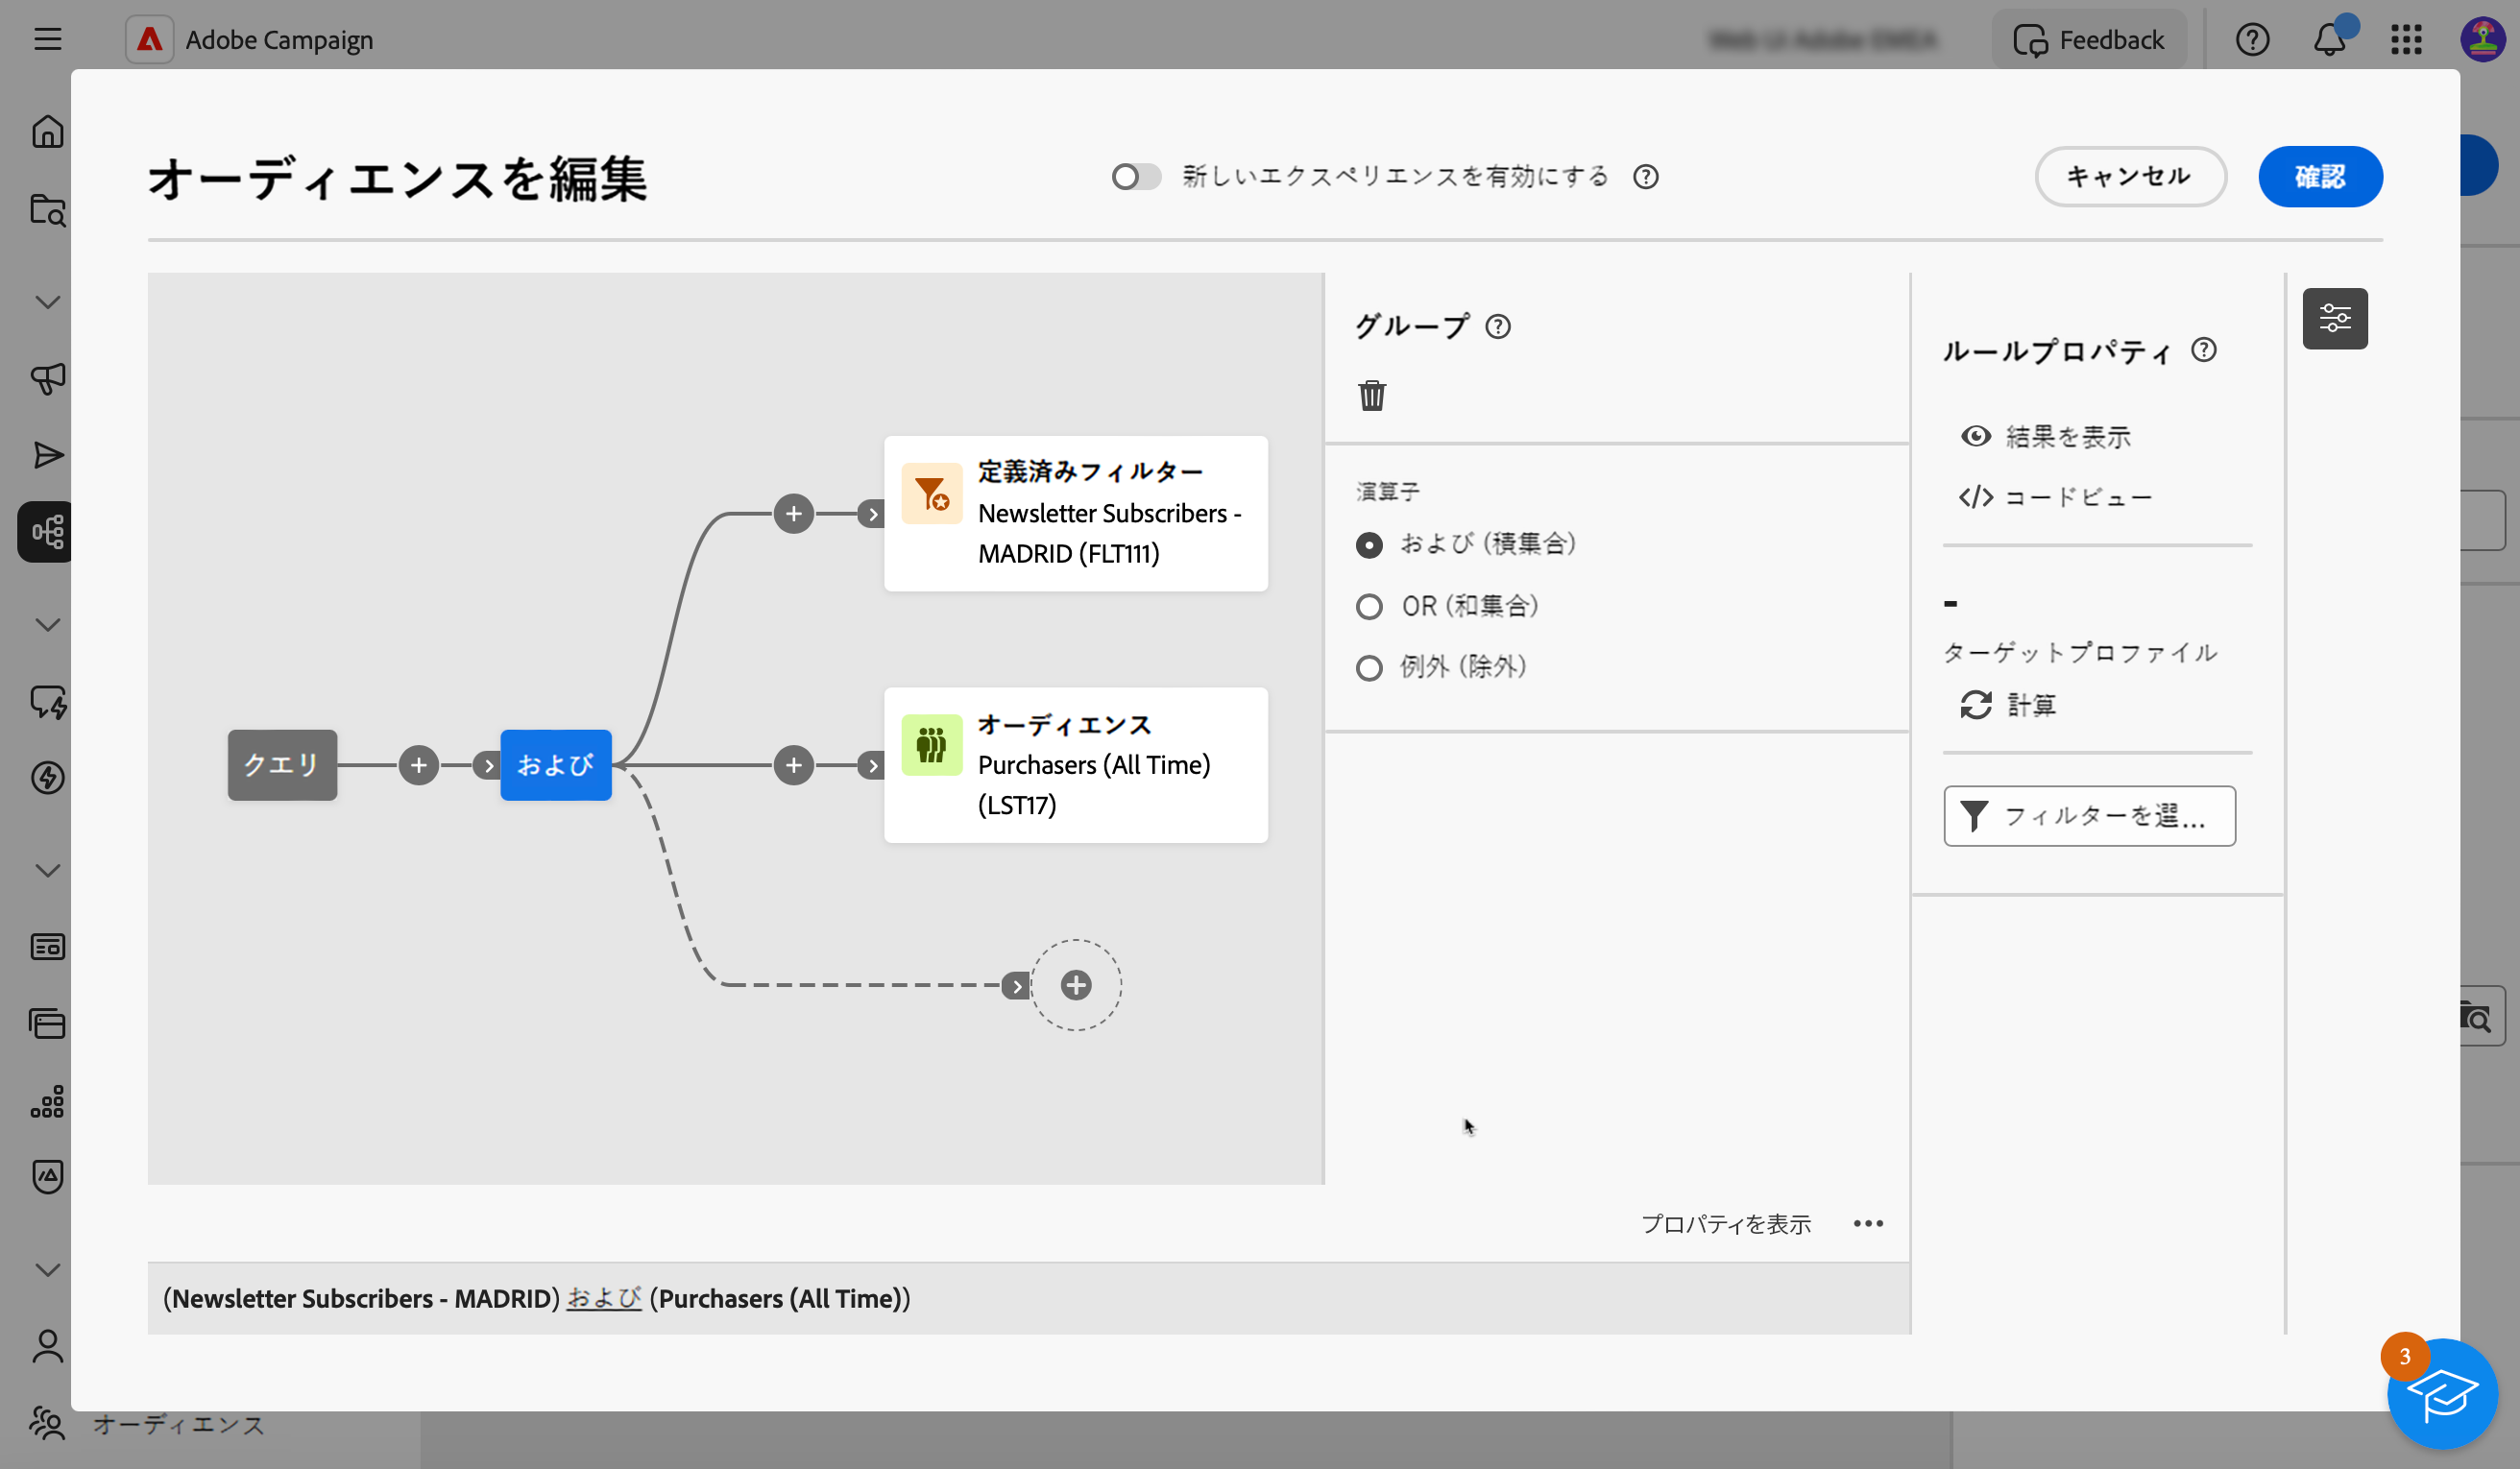 Adobe Campaign
Feedback
オーディエンスを編集
新しいエクスペリエンスを有効にする
キャンセル
確認
クエリ
および
定義済みフィルター
Newsletter Subscribers -
MADRID (FLT111)
オーディエンス
Purchasers (All Time)
(LST17)
グループ
演算子
および (積集合)
OR (和集合)
例外 (除外)
ルールプロパティ
結果を表示
コードビュー
-
ターゲットプロファイル
計算
フィルターを選...
プロパティを表示
(Newsletter Subscribers - MADRID) および (Purchasers (All Time))
3
オーディエンス